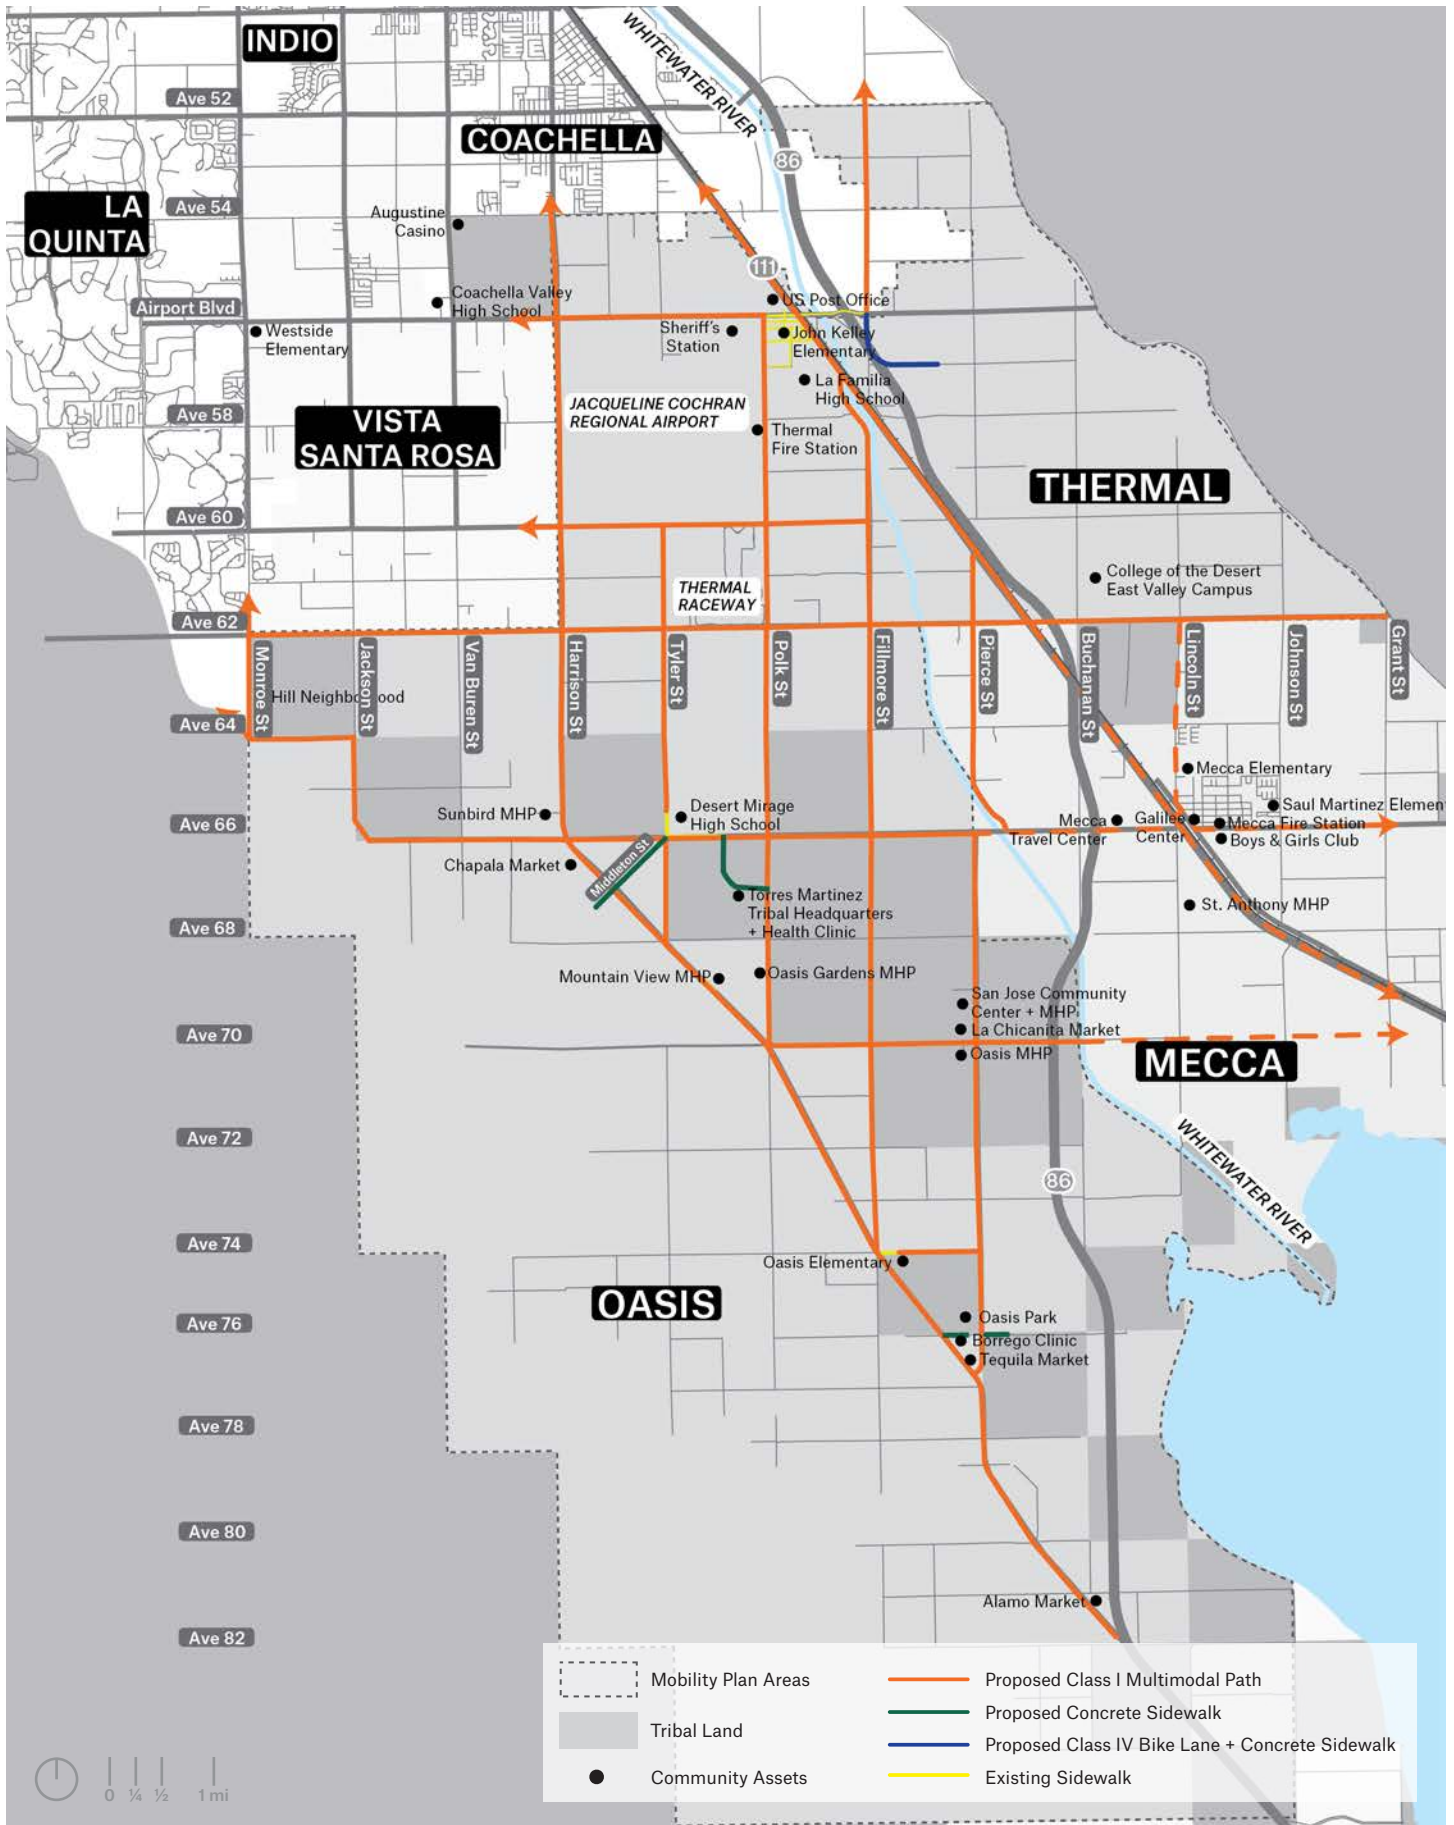 INDIO
WHITEWATER RIVER
Ave 52
COACHELLA
86
LA
QUINTA
Ave 54
Augustine
Casino
111
Coachella Valley
High School
US Post Office
Airport Blvd
Westside
Elementary
Sheriff's
Station
John Kelley
Elementary
La Familia
High School
Ave 58
VISTA
SANTA ROSA
JACQUELINE COCHRAN
REGIONAL AIRPORT
Thermal
Fire Station
THERMAL
Ave 60
College of the Desert
East Valley Campus
THERMAL
RACEWAY
Ave 62
Monroe St
Jackson St
Van Buren St
Harrison St
Tyler St
Polk St
Fillmore St
Pierce St
Buchanan St
Lincoln St
Johnson St
Grant St
Hill Neighborhood
Ave 64
Mecca Elementary
Sunbird MHP
Desert Mirage
High School
Saul Martinez Elemen
Ave 66
Mecca
Travel Center
Galilee
Center
Mecca Fire Station
Boys & Girls Club
Chapala Market
Middleton St
Torres Martinez
Tribal Headquarters
+ Health Clinic
St. Anthony MHP
Ave 68
Mountain View MHP
Oasis Gardens MHP
San Jose Community
Center + MHP
La Chicanita Market
Ave 70
Oasis MHP
MECCA
Ave 72
WHITEWATER RIVER
86
Ave 74
Oasis Elementary
OASIS
Ave 76
Oasis Park
Borrego Clinic
Tequila Market
Ave 78
Ave 80
Alamo Market
Ave 82
Mobility Plan Areas
Tribal Land
Community Assets
Proposed Class I Multimodal Path
Proposed Concrete Sidewalk
Proposed Class IV Bike Lane + Concrete Sidewalk
Existing Sidewalk
0 ¼ ½ 1 mi